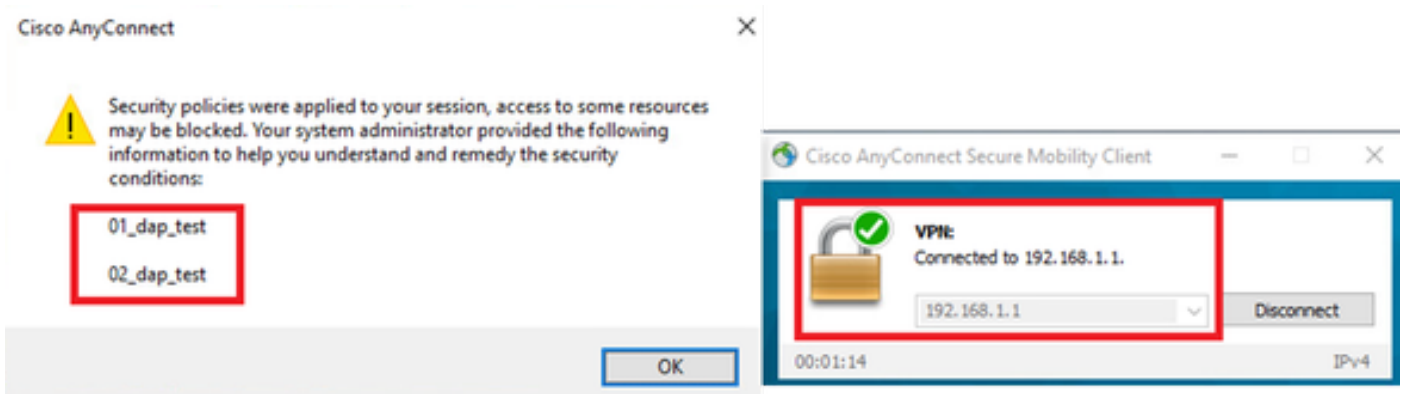 Cisco AnyConnect
Security policies were applied to your session, access to some resources
may be blocked. Your system administrator provided the following
information to help you understand and remedy the security
conditions:
01_dap_test
02_dap_test
OK
Cisco AnyConnect Secure Mobility Client
VPN:
Connected to 192.168.1.1.
192.168.1.1
Disconnect
00:01:14
IPv4